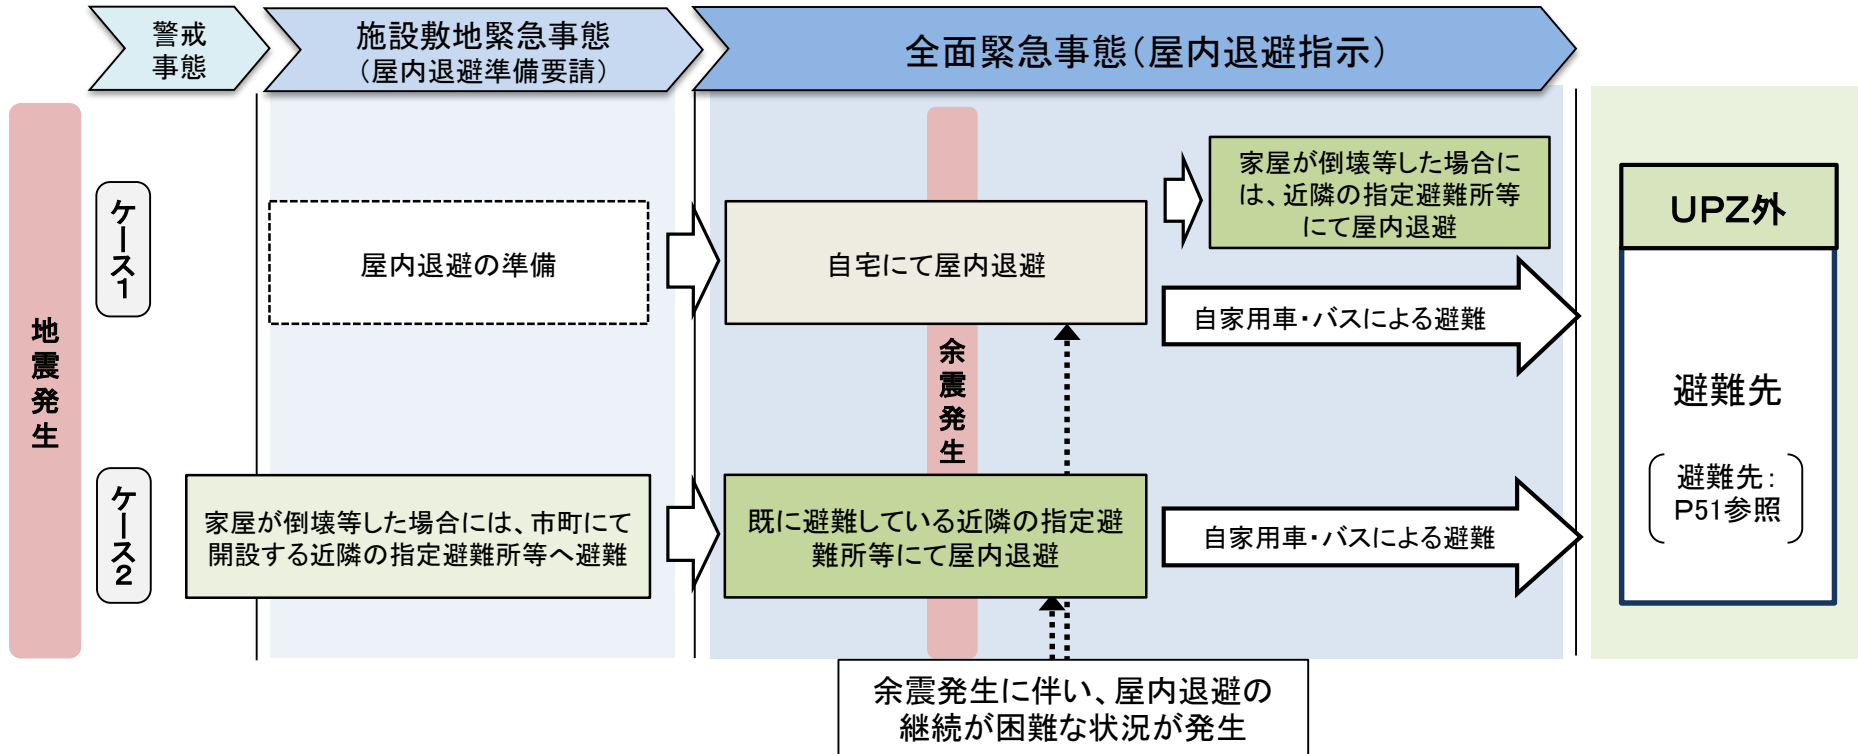 警戒
事態
施設敷地緊急事態
（屋内退避準備要請）
全面緊急事態（屋内退避指示）
地震発生
ケース1
屋内退避の準備
自宅にて屋内退避
家屋が倒壊等した場合に
は、近隣の指定避難所等
にて屋内退避
自家用車・バスによる避難
余震発生
ケース2
家屋が倒壊等した場合には、市町にて
開設する近隣の指定避難所等へ避難
既に避難している近隣の指定避
難所等にて屋内退避
自家用車・バスによる避難
余震発生に伴い、屋内退避の
継続が困難な状況が発生
UPZ外
避難先
避難先：
P51参照